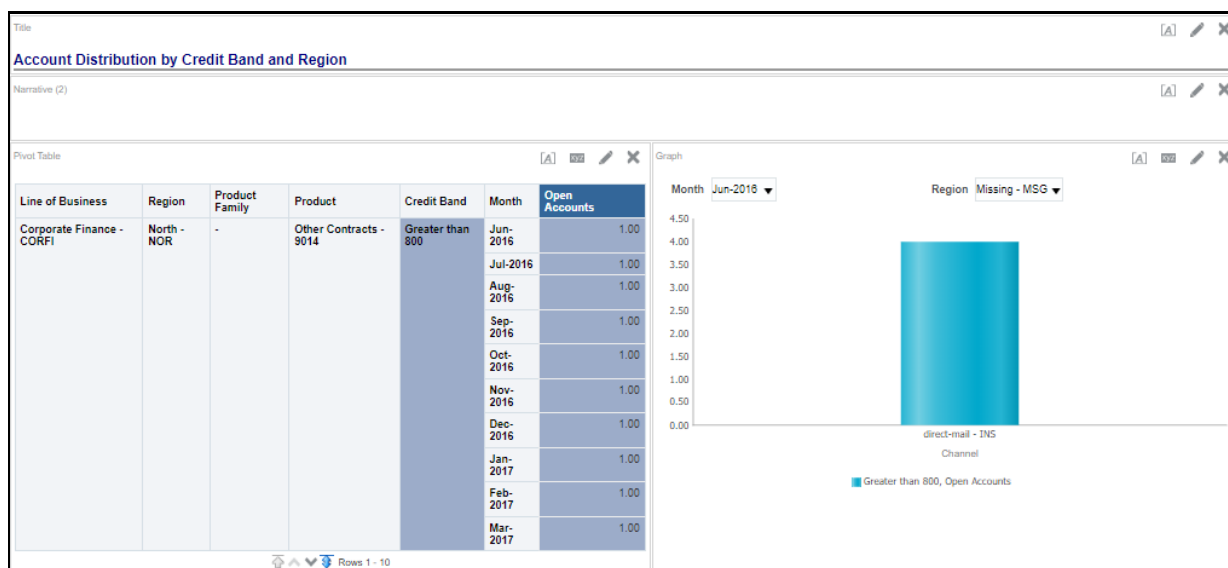 Title
[A]
Account Distribution by Credit Band and Region
Narrative (2)
[A]
Pivot Table
[A]
xyz
Line of Business
Region
Product
Family
Product
Credit Band
Month
Open
Accounts
Corporate Finance -
CORFI
North -
NOR
-
Other Contracts -
9014
Greater than
800
Jun-
2016
1.00
Jul-2016
1.00
Aug-
2016
1.00
Sep-
2016
1.00
Oct-
2016
1.00
Nov-
2016
1.00
Dec-
2016
1.00
Jan-
2017
1.00
Feb-
2017
1.00
Mar-
2017
1.00
Rows 1 - 10
Graph
[A]
xyz
Month Jun-2016
Region Missing - MSG
4.50
4.00
3.50
3.00
2.50
2.00
1.50
1.00
0.50
0.00
direct-mail - INS
Channel
Greater than 800, Open Accounts